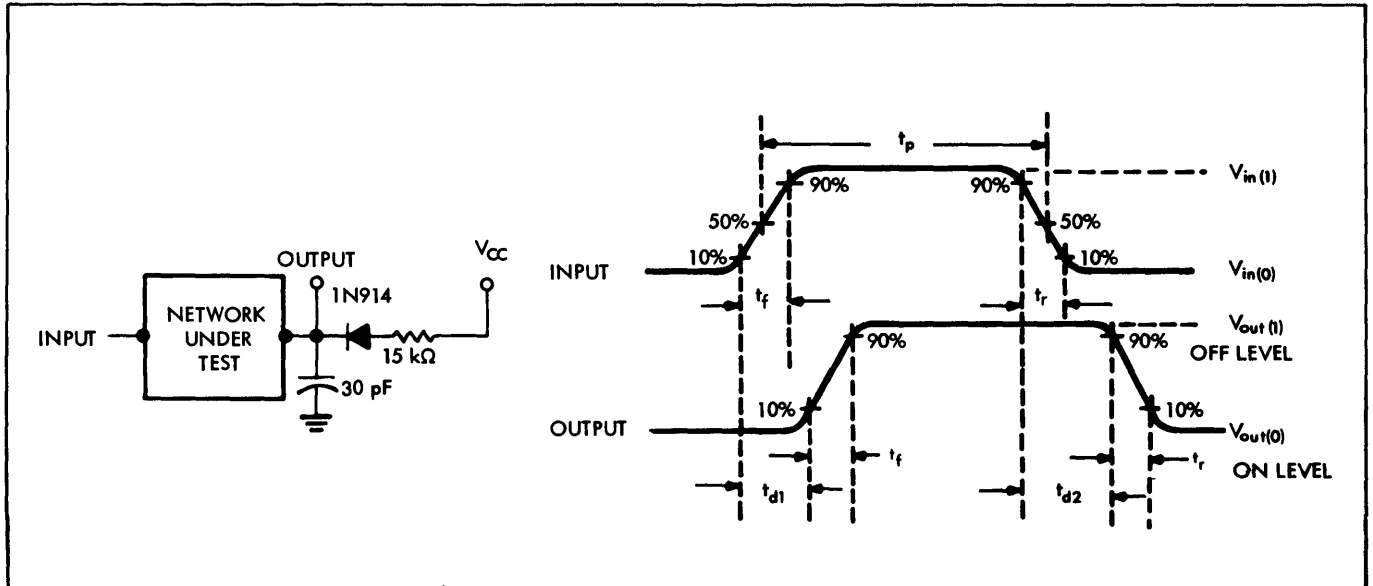 INPUT
NETWORK
UNDER
TEST
OUTPUT
1N914
15 kΩ
30 pF
VCC
INPUT
tp
90%
90%
50%
50%
10%
10%
Vin(1)
Vin(0)
tf
tr
OUTPUT
90%
90%
10%
10%
Vout(1)
OFF LEVEL
Vout(0)
ON LEVEL
tf
tr
td1
td2